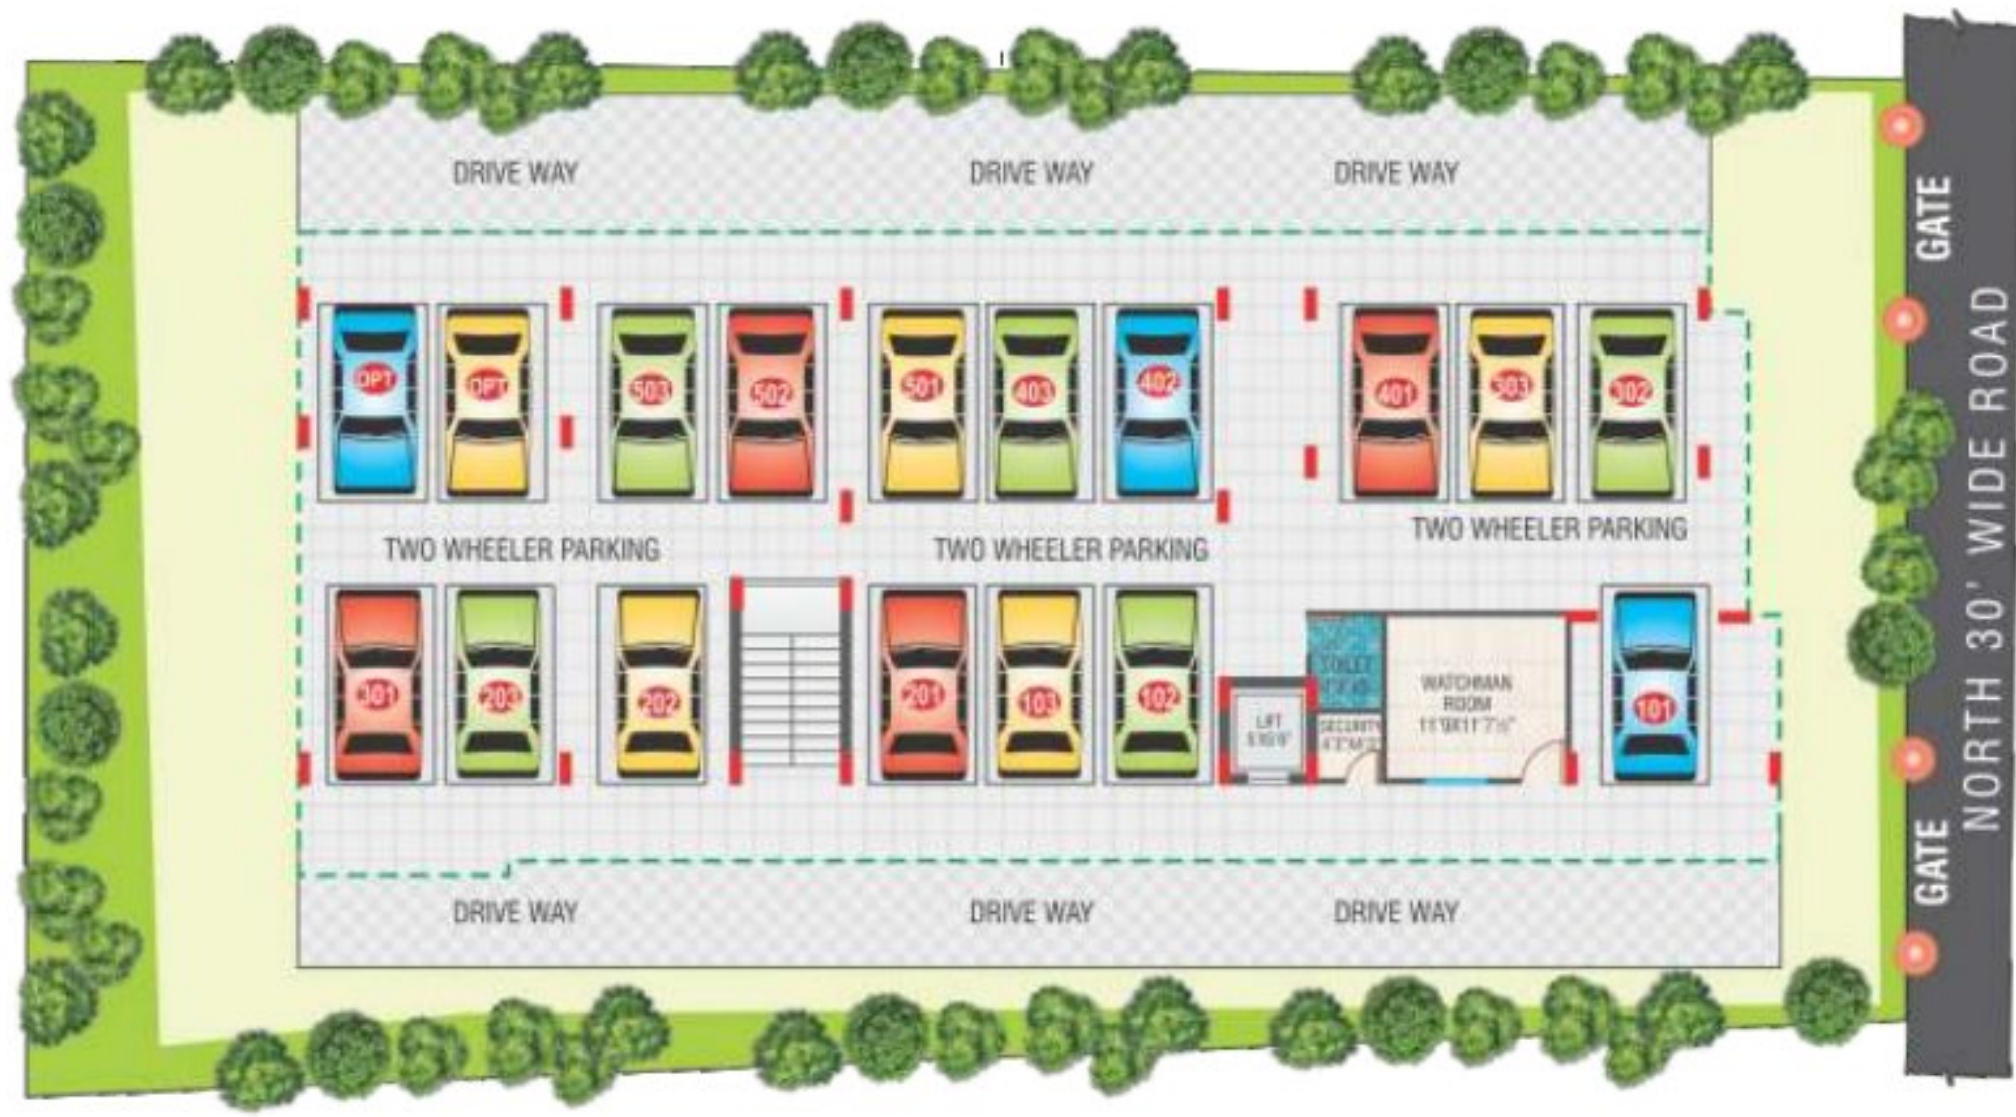 DRIVE WAY
DRIVE WAY
DRIVE WAY
GATE
OPT
OPT
503
502
501
403
402
401
303
302
TWO WHEELER PARKING
TWO WHEELER PARKING
TWO WHEELER PARKING
NORTH 30' WIDE ROAD
301
203
202
201
103
102
LIFT
TOILET
SECURITY
WATCHMAN
ROOM
101
GATE
DRIVE WAY
DRIVE WAY
DRIVE WAY